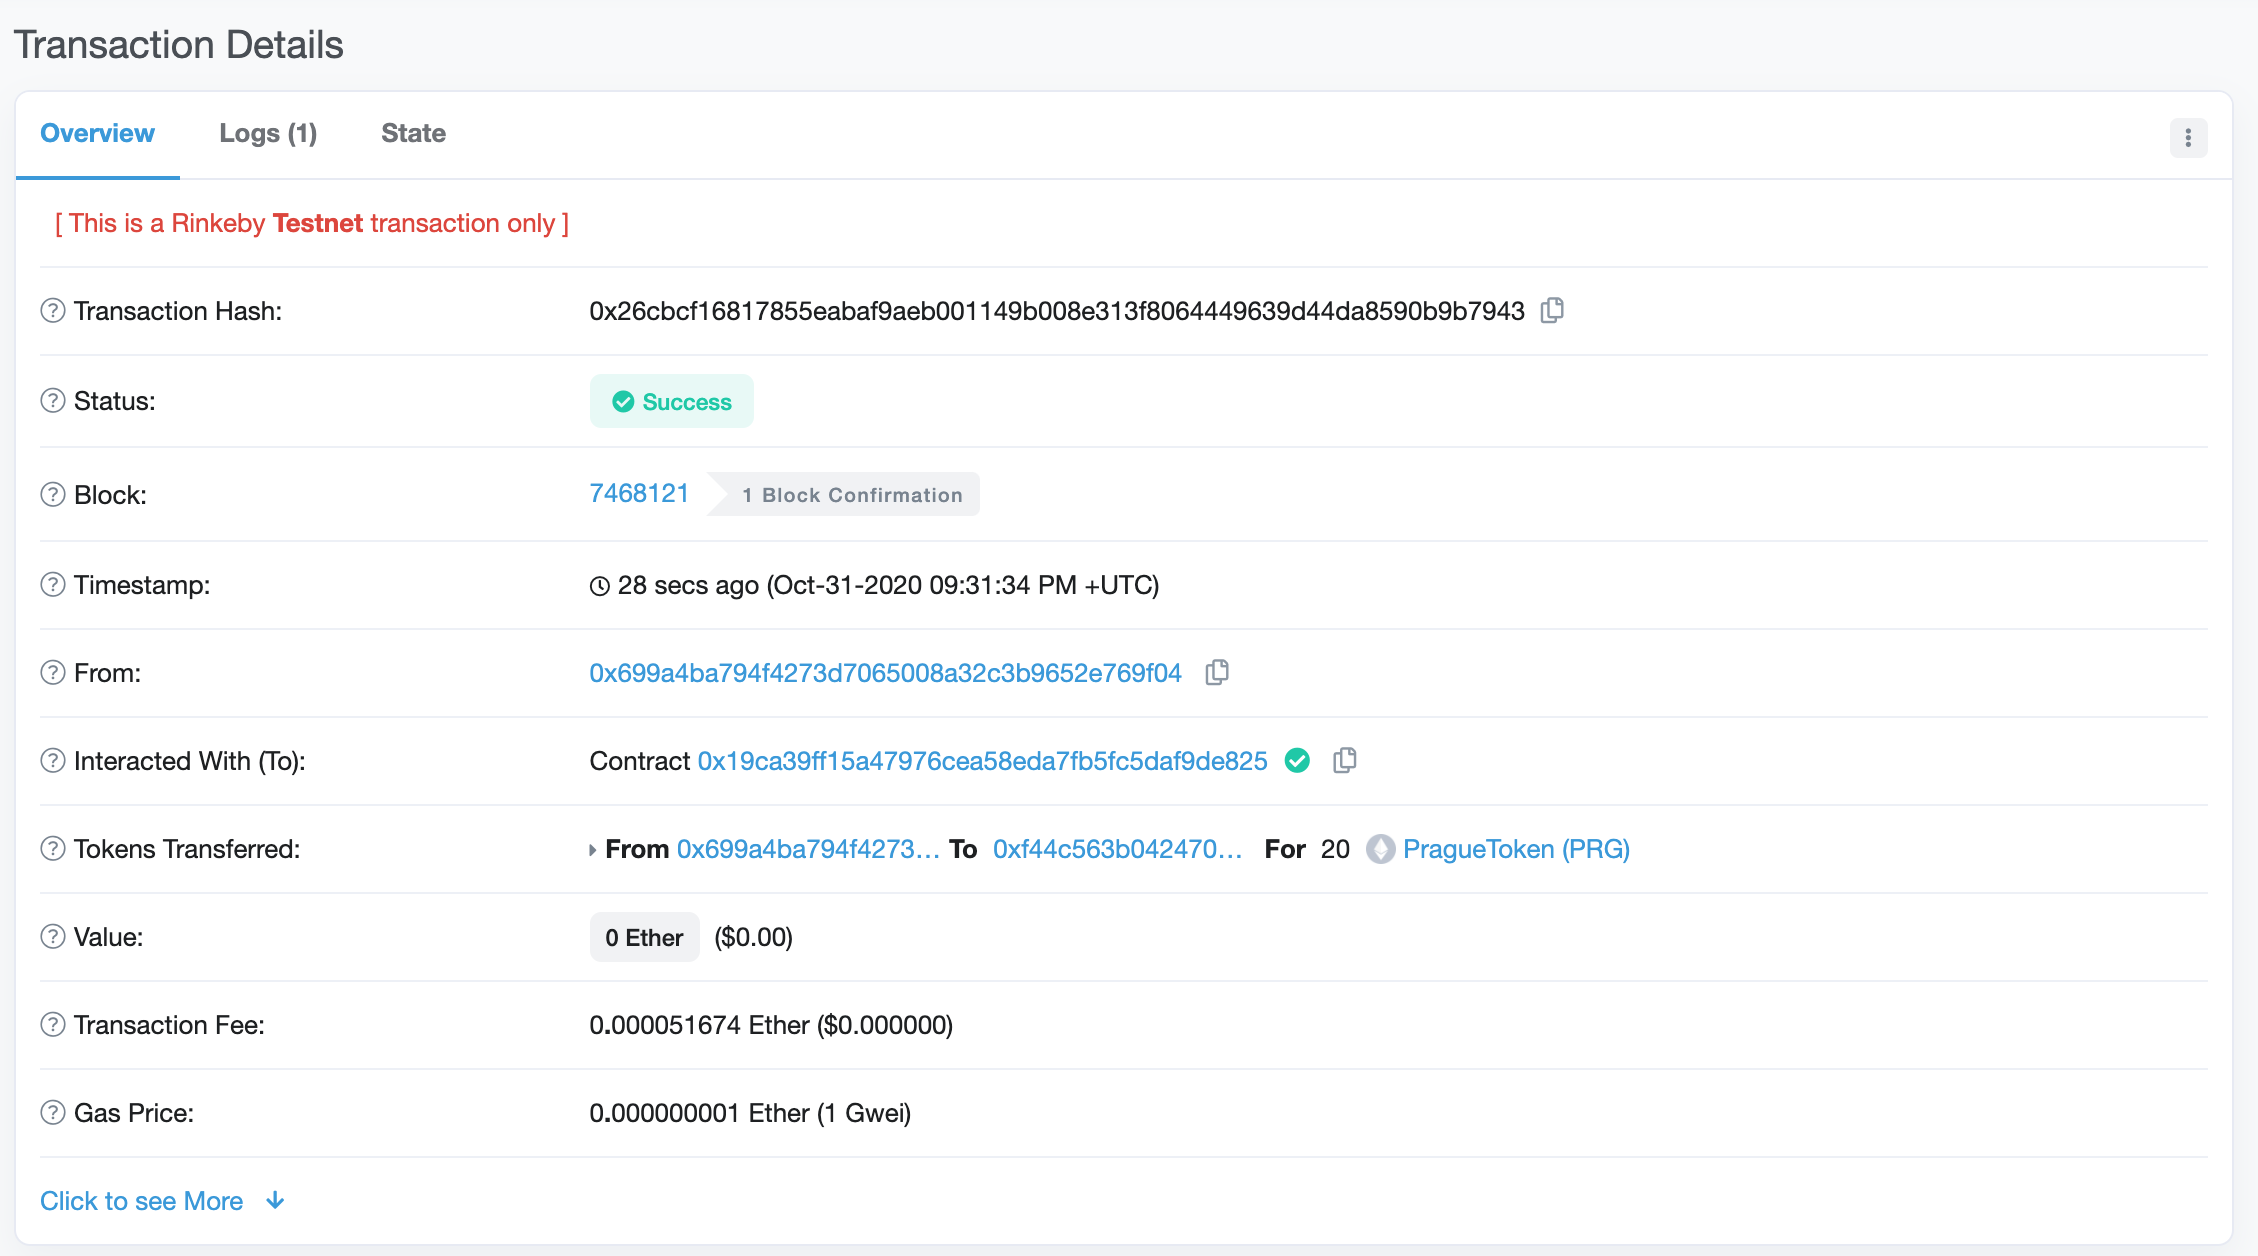 Transaction Details
Overview Logs (1) State
[ This is a Rinkeby Testnet transaction only ]
Transaction Hash: 0x26cbcf16817855eabaf9aeb001149b008e313f8064449639d44da8590b9b7943
Status: Success
Block: 7468121 1 Block Confirmation
Timestamp: 28 secs ago (Oct-31-2020 09:31:34 PM +UTC)
From: 0x699a4ba794f4273d7065008a32c3b9652e769f04
Interacted With (To): Contract 0x19ca39ff15a47976cea58eda7fb5fc5daf9de825
Tokens Transferred: From 0x699a4ba794f4273... To 0xf44c563b042470... For 20 PragueToken (PRG)
Value: 0 Ether ($0.00)
Transaction Fee: 0.000051674 Ether ($0.000000)
Gas Price: 0.000000001 Ether (1 Gwei)
Click to see More